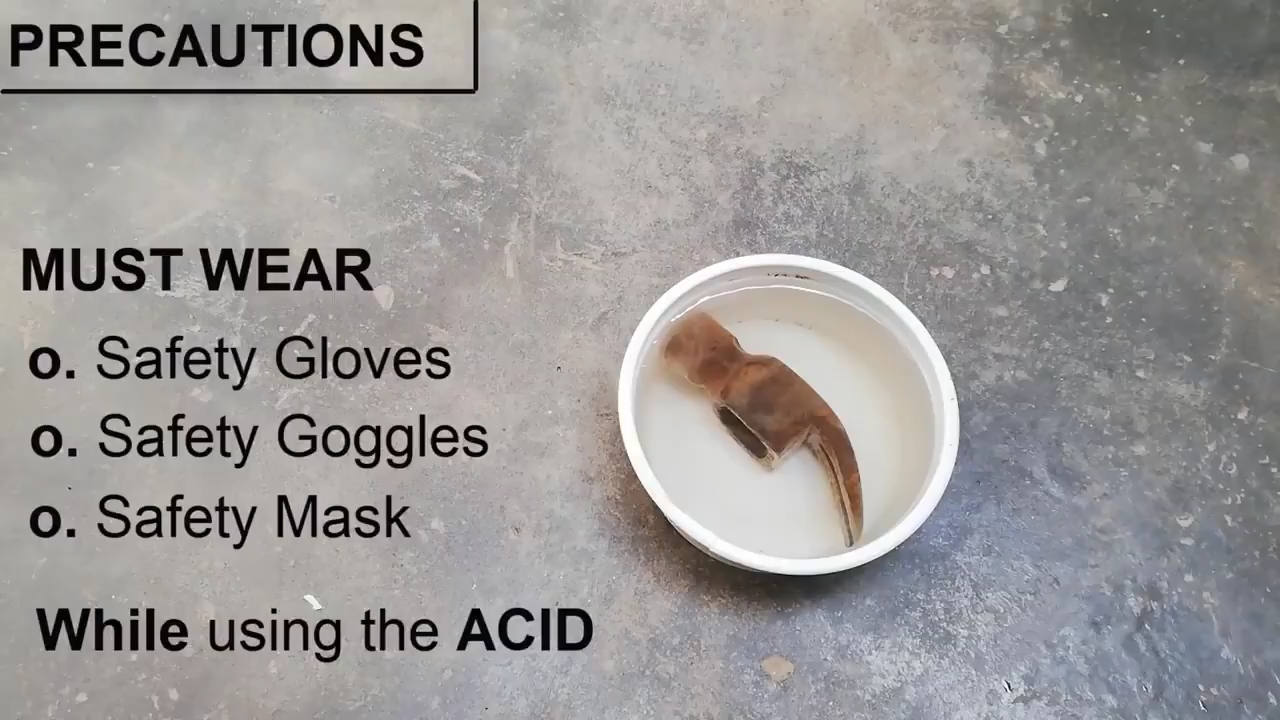 PRECAUTIONS
MUST WEAR
o. Safety Gloves
o. Safety Goggles
o. Safety Mask
While using the ACID